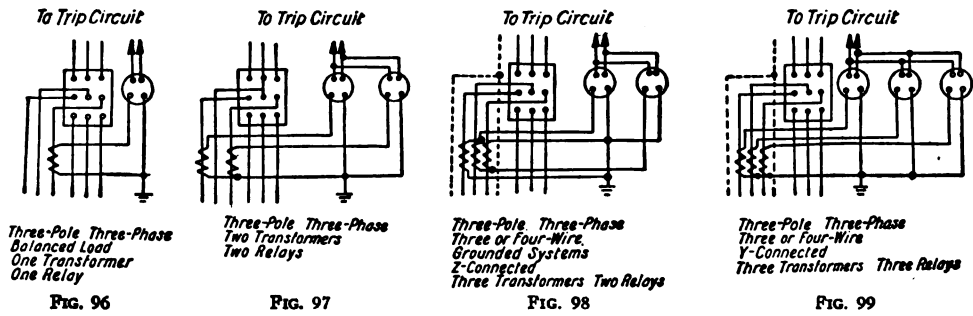 To Trip Circuit
Three-Pole Three-Phase
Balanced Load
One Transformer
One Relay
FIG. 96
To Trip Circuit
Three-Pole Three-Phase
Two Transformers
Two Relays
FIG. 97
To Trip Circuit
Three-Pole Three-Phase
Three or Four-Wire,
Grounded Systems
Z-Connected
Three Transformers Two Relays
FIG. 98
To Trip Circuit
Three-Pole Three-Phase
Three or Four-Wire
Y-Connected
Three Transformers Three Relays
FIG. 99